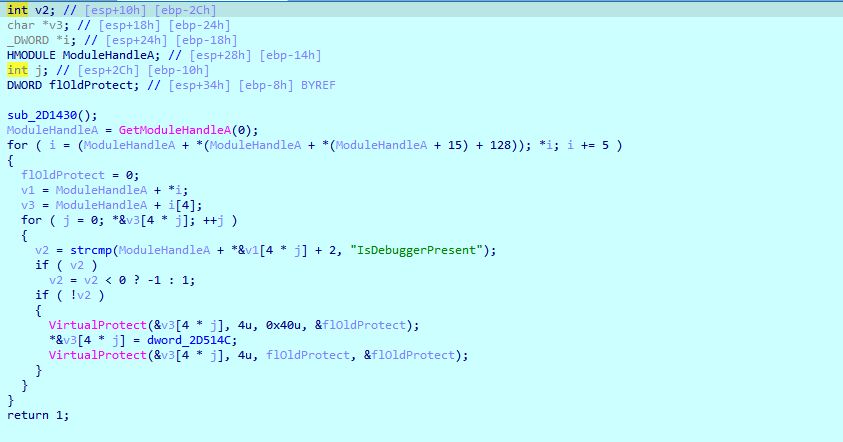 int v2; // [esp+10h] [ebp-2Ch]
char *v3; // [esp+18h] [ebp-24h]
_DWORD *i; // [esp+24h] [ebp-18h]
HMODULE ModuleHandleA; // [esp+28h] [ebp-14h]
int j; // [esp+2Ch] [ebp-10h]
DWORD flOldProtect; // [esp+34h] [ebp-8h] BYREF

sub_2D1430();
ModuleHandleA = GetModuleHandleA(0);
for ( i = (ModuleHandleA + *(ModuleHandleA + *(ModuleHandleA + 15) + 128)); *i; i += 5 )
{
  flOldProtect = 0;
  v1 = ModuleHandleA + *i;
  v3 = ModuleHandleA + i[4];
  for ( j = 0; *&v3[4 * j]; ++j )
  {
    v2 = strcmp(ModuleHandleA + *&v1[4 * j] + 2, "IsDebuggerPresent");
    if ( v2 )
      v2 = v2 < 0 ? -1 : 1;
    if ( !v2 )
    {
      VirtualProtect(&v3[4 * j], 4u, 0x40u, &flOldProtect);
      *&v3[4 * j] = dword_2D514C;
      VirtualProtect(&v3[4 * j], 4u, flOldProtect, &flOldProtect);
    }
  }
}
return 1;